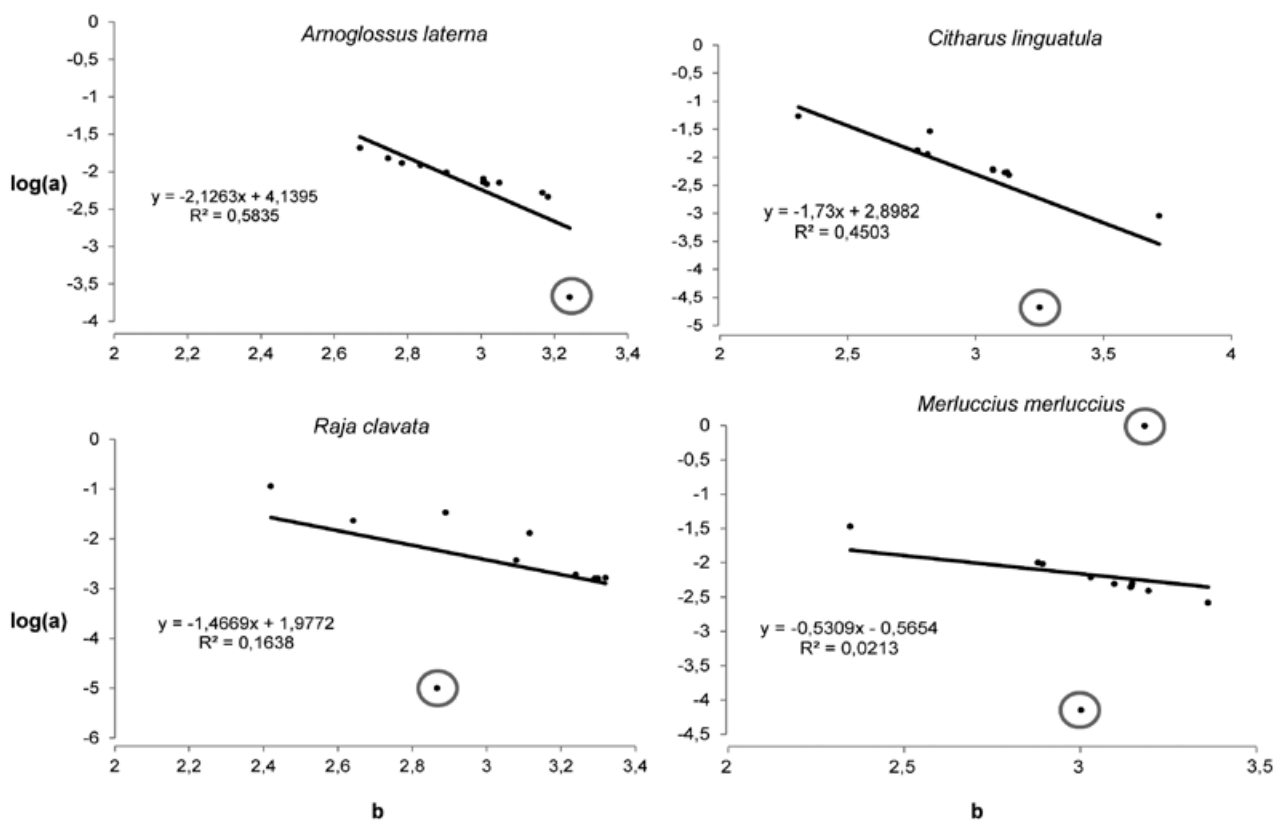 Arnoglossus laterna
0
-0,5
-1
-1,5
-2
-2,5
-3
-3,5
-4
log(a)
y = -2,1263x + 4,1395
R² = 0,5835
2 2,2 2,4 2,6 2,8 3 3,2 3,4
Citharus linguatula
0
-0,5
-1
-1,5
-2
-2,5
-3
-3,5
-4
-4,5
-5
y = -1,73x + 2,8982
R² = 0,4503
2 2,5 3 3,5 4
Raja clavata
0
-1
-2
-3
-4
-5
-6
log(a)
y = -1,4669x + 1,9772
R² = 0,1638
2 2,2 2,4 2,6 2,8 3 3,2 3,4
b
Merluccius merluccius
0
-0,5
-1
-1,5
-2
-2,5
-3
-3,5
-4
-4,5
y = -0,5309x - 0,5654
R² = 0,0213
2 2,5 3 3,5
b